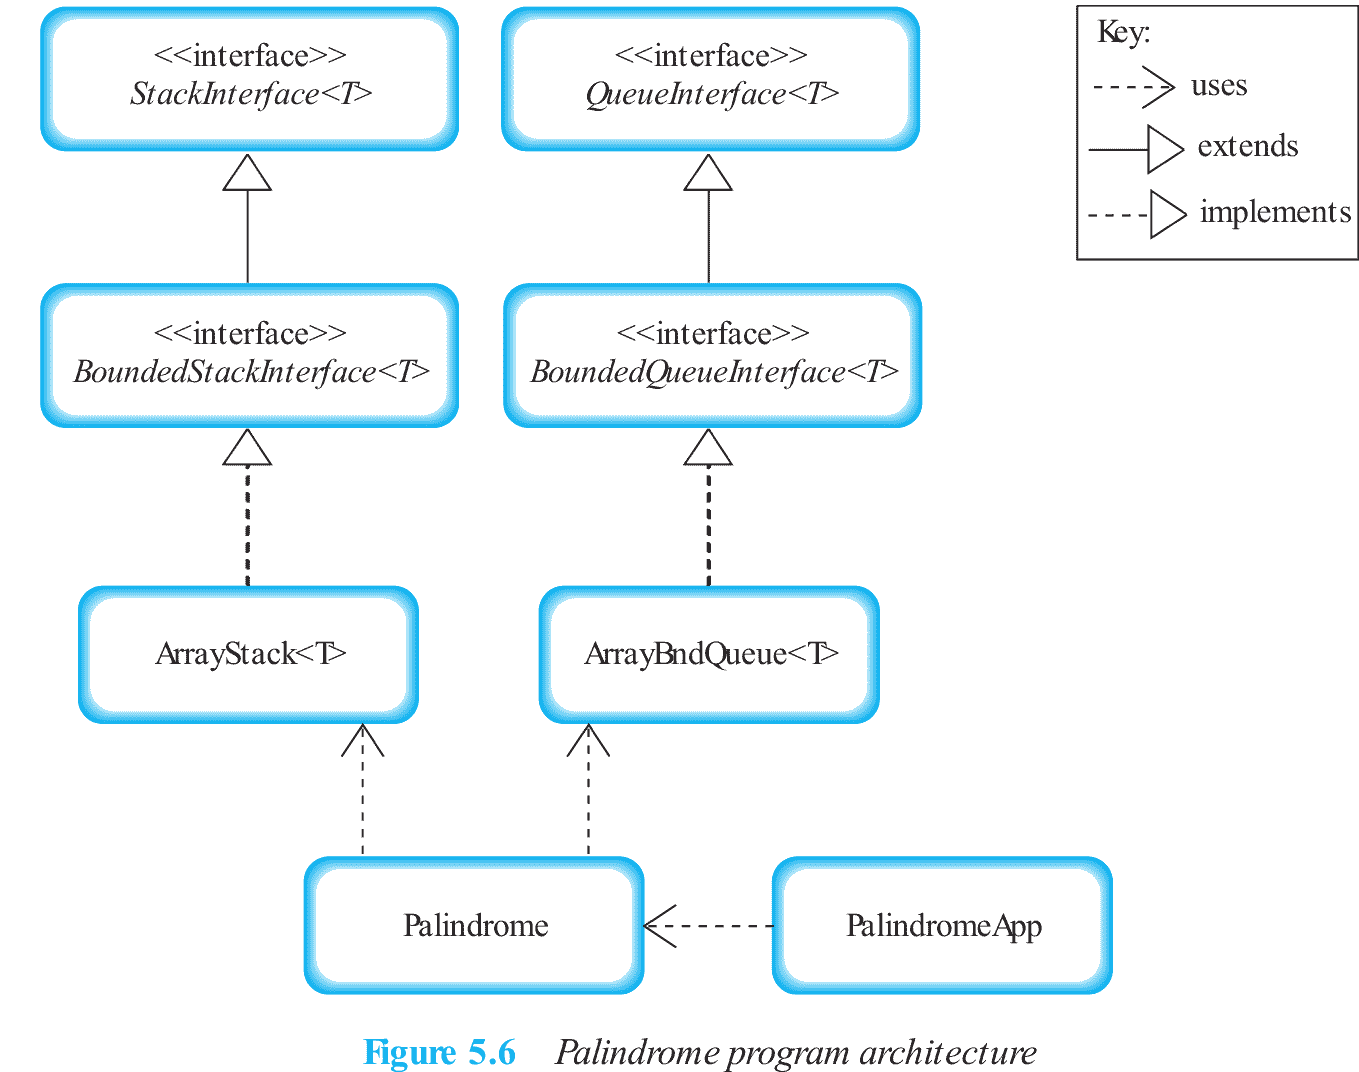 <<interface>>
StackInterface<T>
<<interface>>
QueueInterface<T>
Key:
uses
extends
implements
<<interface>>
BoundedStackInterface<T>
<<interface>>
BoundedQueueInterface<T>
ArrayStack<T>
ArrayBndQueue<T>
Palindrome
PalindromeApp
Figure 5.6 Palindrome program architecture